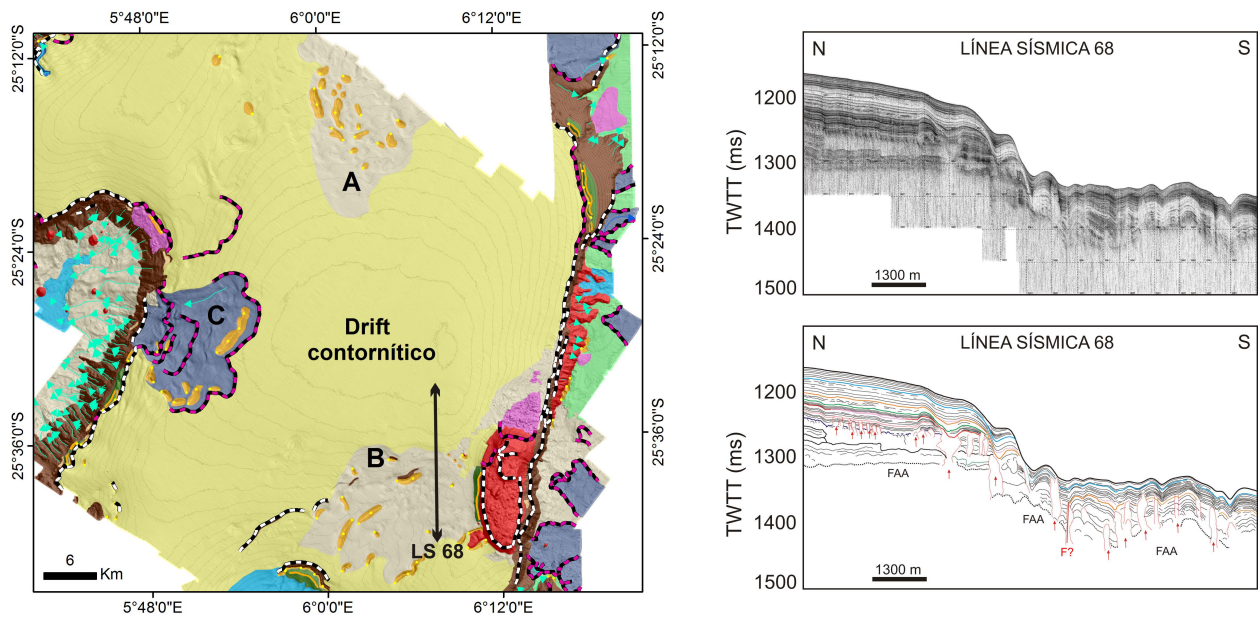 5°48'0"E
6°0'0"E
6°12'0"E
25°12'0"S
25°24'0"S
25°36'0"S
25°12'0"S
25°24'0"S
25°36'0"S
A
C
Drift
contornítico
B
LS 68
6
Km
5°48'0"E
6°0'0"E
6°12'0"E
N LÍNEA SÍSMICA 68 S
TWTT (ms)
1200
1300
1400
1500
1300 m
N LÍNEA SÍSMICA 68 S
TWTT (ms)
1200
1300
1400
1500
FAA
FAA
FAA
F?
1300 m